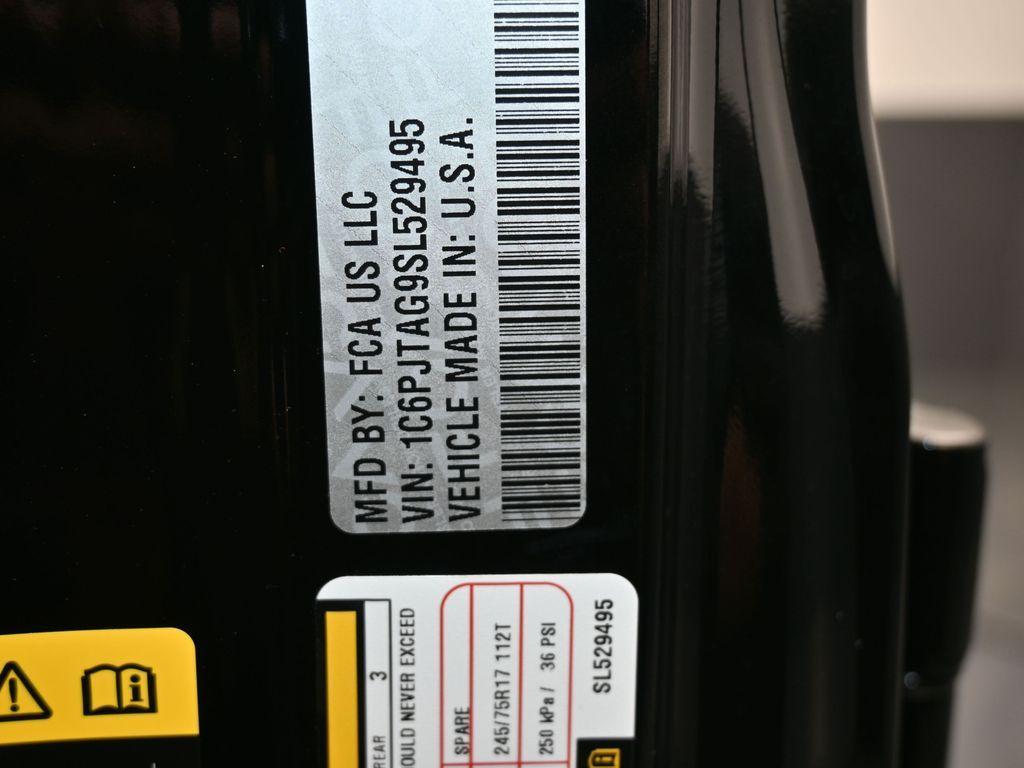 MFD BY: FCA US LLC
VIN: 1C6PJTAG9SL529495
VEHICLE MADE IN: U.S.A.
REAR 3
OULD NEVER EXCEED
SPARE
245/75R17 112T
250 kPa / 36 PSI
SL529495